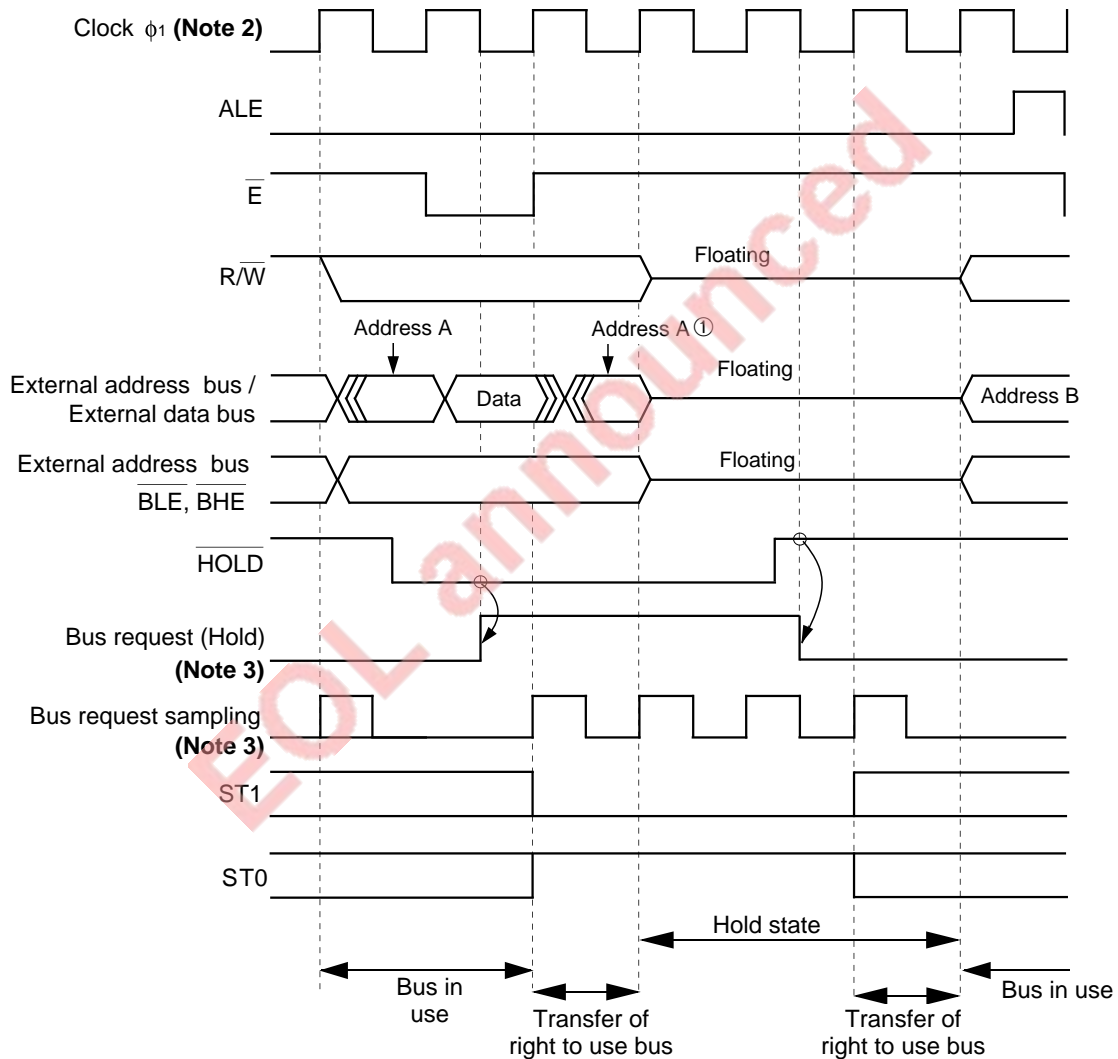 Clock ϕ1 (Note 2)
ALE
E
R/W
Floating
Address A
Address A ①
External address bus /
External data bus
Data
Floating
Address B
External address bus
BLE, BHE
Floating
HOLD
Bus request (Hold)
(Note 3)
Bus request sampling
(Note 3)
ST1
ST0
Hold state
Bus in
use
Transfer of
right to use bus
Transfer of
right to use bus
Bus in use
EOL announced